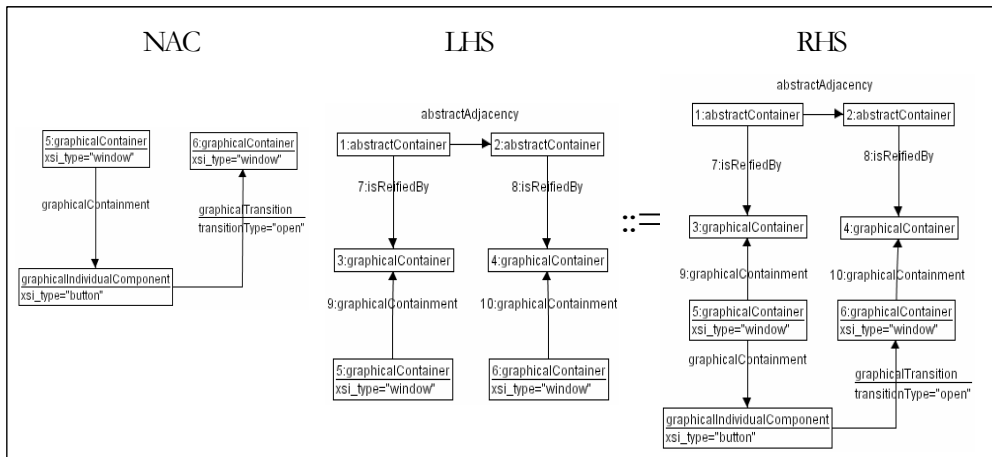 NAC
5:graphicalContainer
xsi_type="window"
6:graphicalContainer
xsi_type="window"
graphicalContainment
graphicalTransition
transitionType="open"
graphicalIndividualComponent
xsi_type="button"
LHS
abstractAdjacency
1:abstractContainer
2:abstractContainer
7:isReifiedBy
8:isReifiedBy
3:graphicalContainer
4:graphicalContainer
9:graphicalContainment
10:graphicalContainment
5:graphicalContainer
xsi_type="window"
6:graphicalContainer
xsi_type="window"
::=
RHS
abstractAdjacency
1:abstractContainer
2:abstractContainer
7:isReifiedBy
8:isReifiedBy
3:graphicalContainer
4:graphicalContainer
9:graphicalContainment
10:graphicalContainment
5:graphicalContainer
xsi_type="window"
6:graphicalContainer
xsi_type="window"
graphicalContainment
graphicalTransition
transitionType="open"
graphicalIndividualComponent
xsi_type="button"